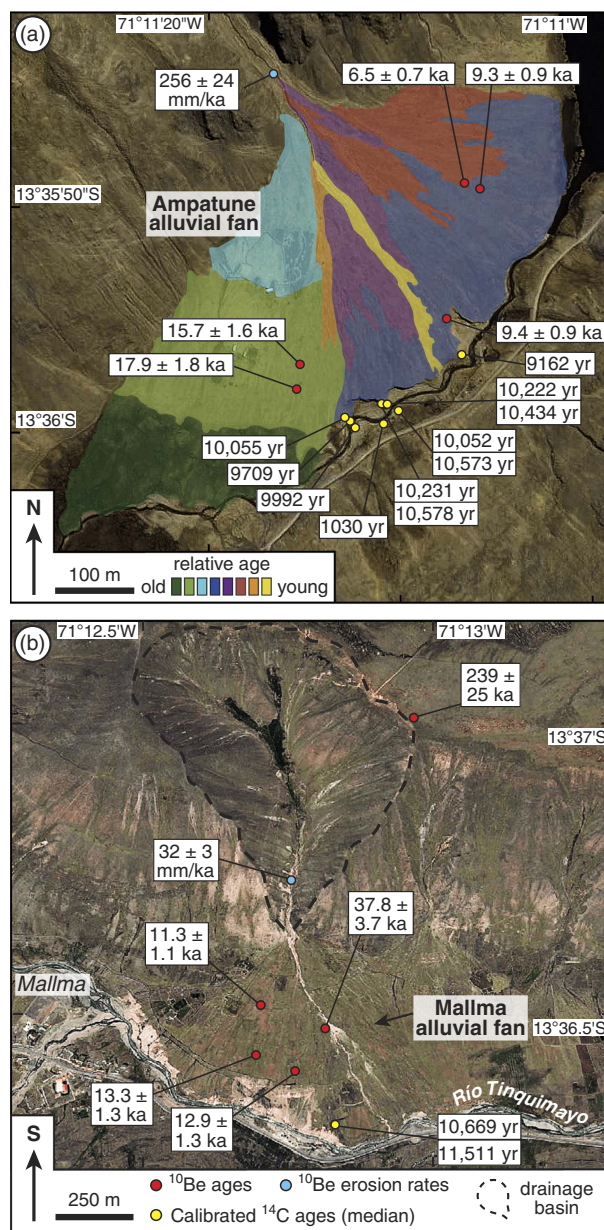 (a)
71°11'20"W
71°11'W
256 ± 24
mm/ka
6.5 ± 0.7 ka
9.3 ± 0.9 ka
13°35'50"S
Ampatune
alluvial fan
15.7 ± 1.6 ka
9.4 ± 0.9 ka
17.9 ± 1.8 ka
9162 yr
10,222 yr
10,434 yr
13°36'S
10,055 yr
10,052 yr
10,573 yr
9709 yr
9992 yr
10,231 yr
10,578 yr
1030 yr
N
relative age
old
young
100 m
(b)
71°12.5'W
71°13'W
239 ±
25 ka
13°37'S
32 ± 3
mm/ka
37.8 ±
3.7 ka
11.3 ±
1.1 ka
Mallma
Mallma
alluvial fan
13°36.5'S
13.3 ±
1.3 ka
12.9 ±
1.3 ka
Río Tinquimayo
10,669 yr
11,511 yr
S
250 m
¹⁰Be ages
¹⁰Be erosion rates
drainage
basin
Calibrated ¹⁴C ages (median)